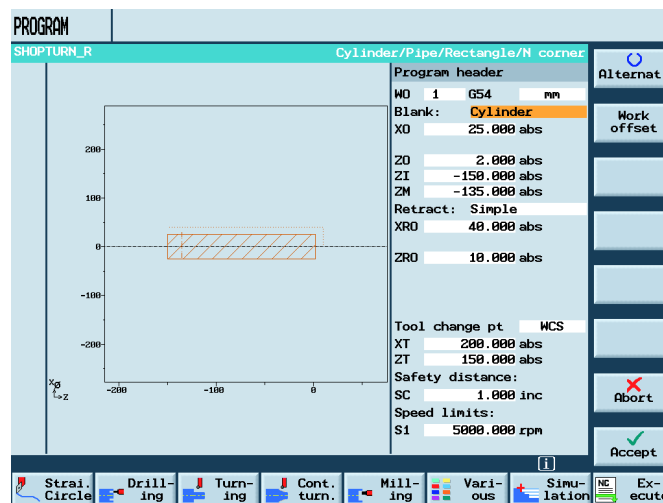 PROGRAM
SHOPTURN_R Cylinder/Pipe/Rectangle/N corner
Program header
WO 1 G54 mm
Blank: Cylinder
XO 25.000 abs
ZO 2.000 abs
ZI -150.000 abs
ZM -135.000 abs
Retract: Simple
XRO 40.000 abs
ZRO 10.000 abs
Tool change pt WCS
XT 200.000 abs
ZT 150.000 abs
Safety distance:
SC 1.000 inc
Speed limits:
S1 5000.000 rpm
200
100
0
-100
-200
-200 -100 0
XØ
Z
Alternat
Work offset
Abort
Accept
i
Strai. Circle
Drill- ing
Turn- ing
Cont. turn.
Mill- ing
Vari- ous
Simu- lation
NC Ex- ecute